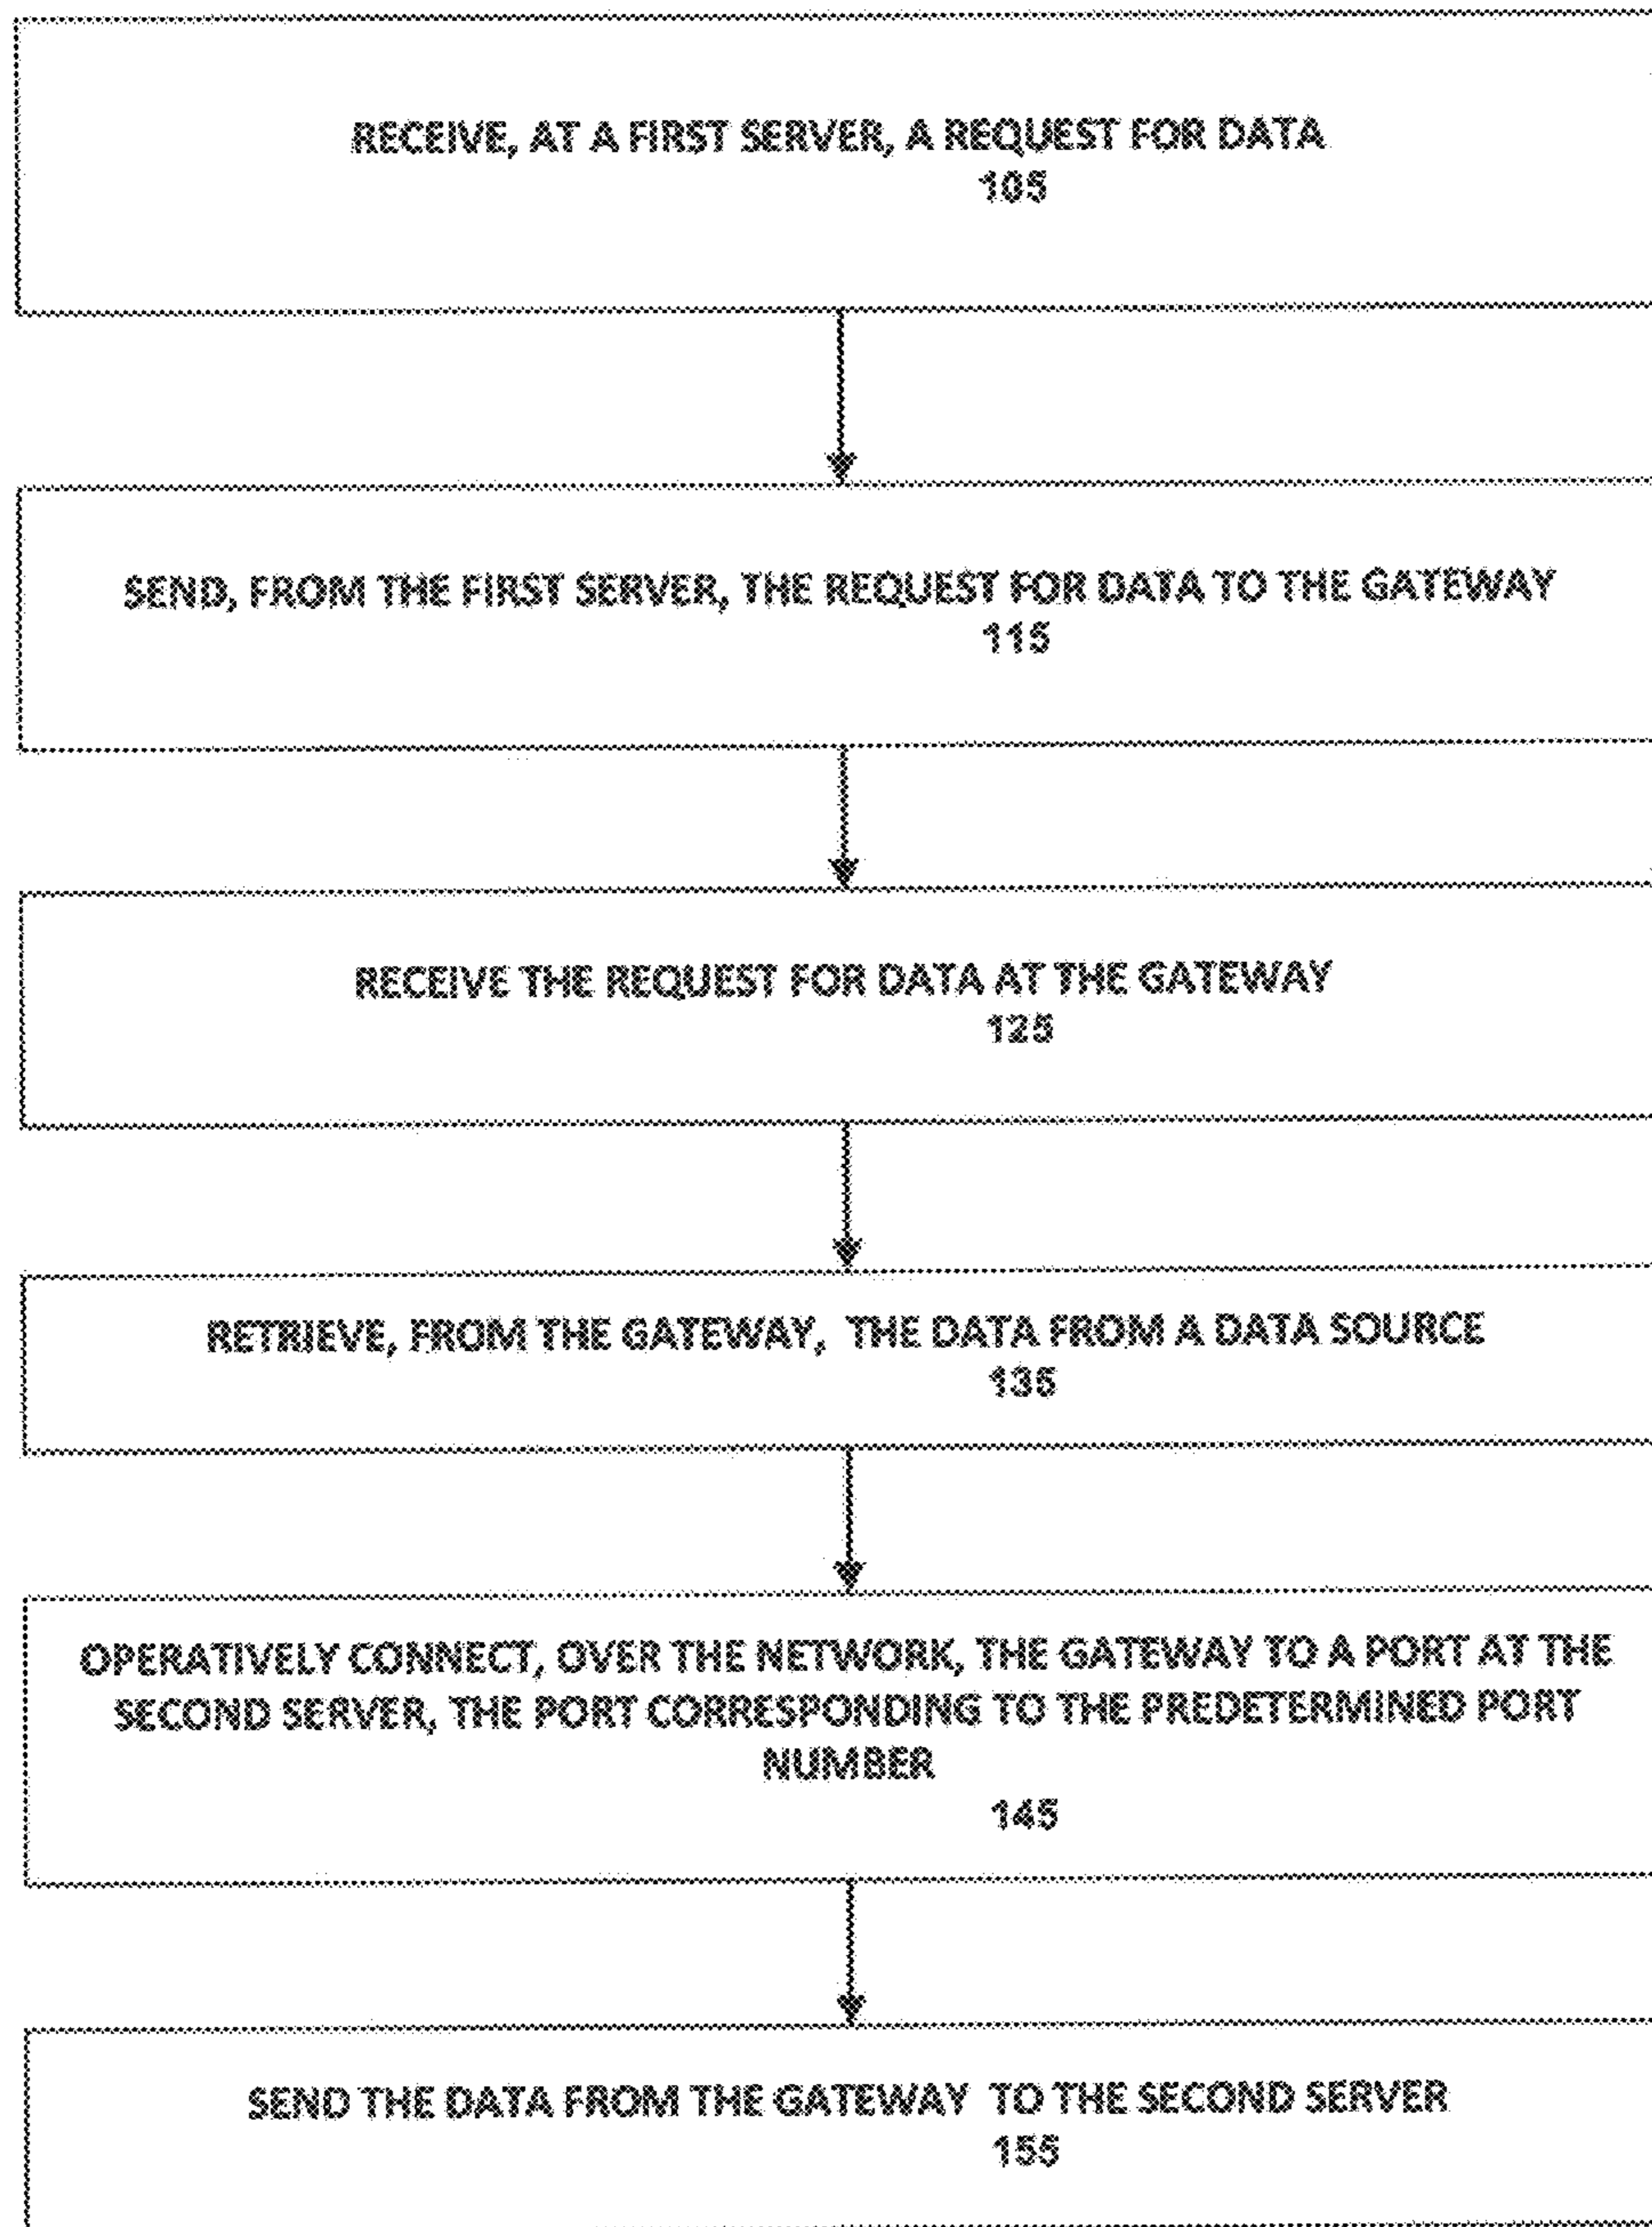 RECEIVE, AT A FIRST SERVER, A REQUEST FOR DATA
105
SEND, FROM THE FIRST SERVER, THE REQUEST FOR DATA TO THE GATEWAY
115
RECEIVE THE REQUEST FOR DATA AT THE GATEWAY
125
RETRIEVE, FROM THE GATEWAY, THE DATA FROM A DATA SOURCE
135
OPERATIVELY CONNECT, OVER THE NETWORK, THE GATEWAY TO A PORT AT THE
SECOND SERVER, THE PORT CORRESPONDING TO THE PREDETERMINED PORT
NUMBER
145
SEND THE DATA FROM THE GATEWAY TO THE SECOND SERVER
155